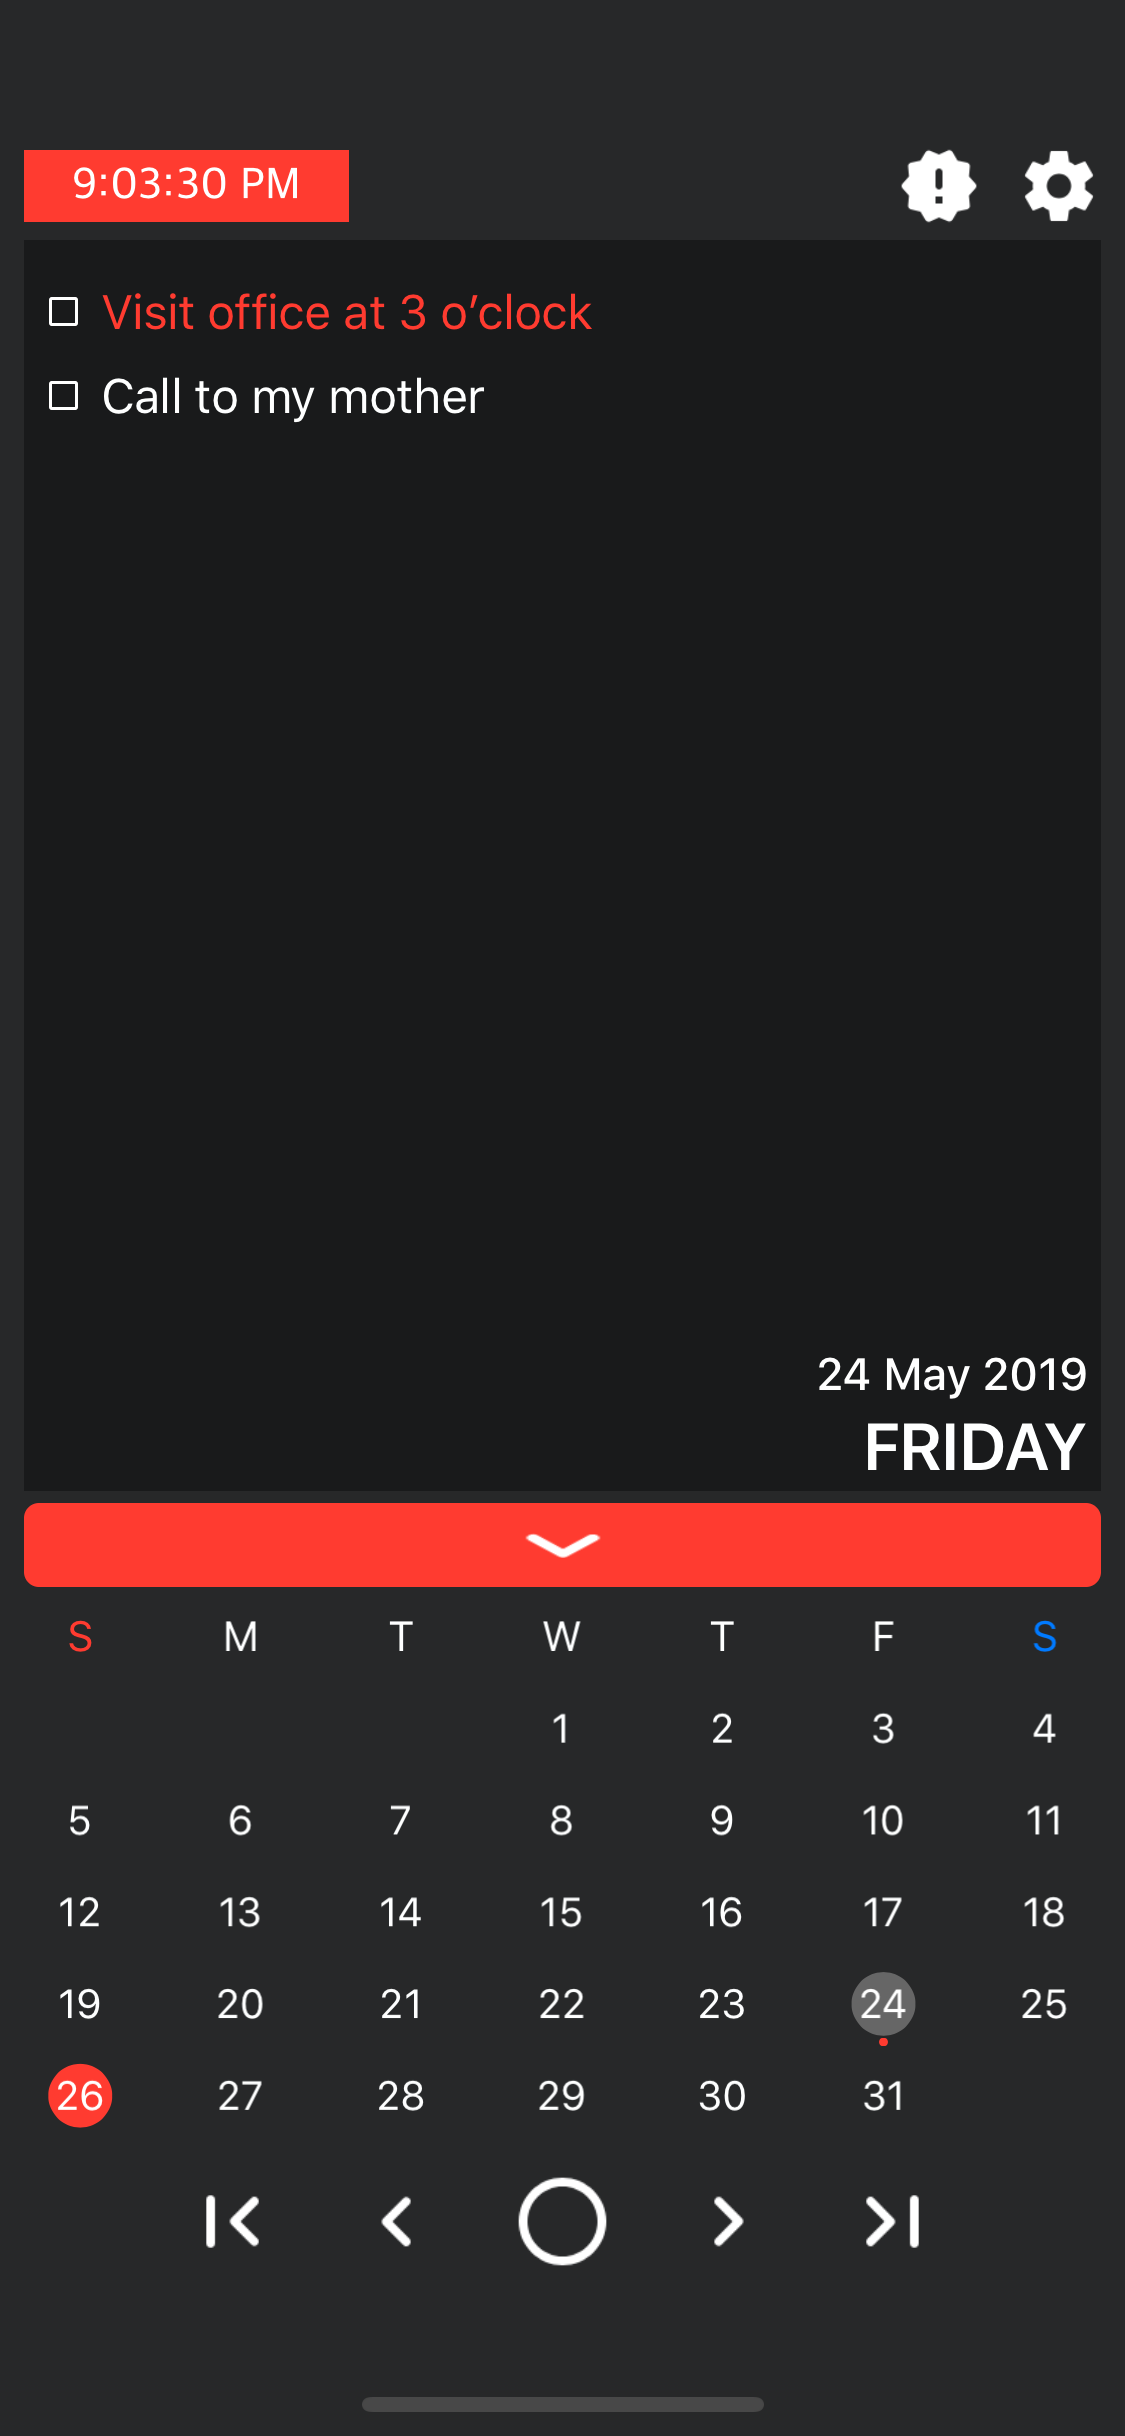 9:03:30 PM
Visit office at 3 o’clock
Call to my mother
24 May 2019
FRIDAY
S M T W T F S
1 2 3 4
5 6 7 8 9 10 11
12 13 14 15 16 17 18
19 20 21 22 23 24 25
26 27 28 29 30 31